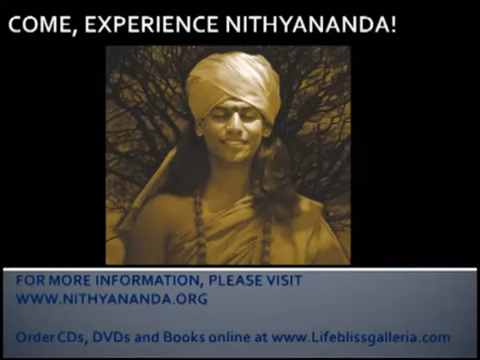 COME, EXPERIENCE NITHYANANDA!
FOR MORE INFORMATION, PLEASE VISIT
WWW.NITHYANANDA.ORG
Order CDs, DVDs and Books online at www.Lifeblissgalleria.com